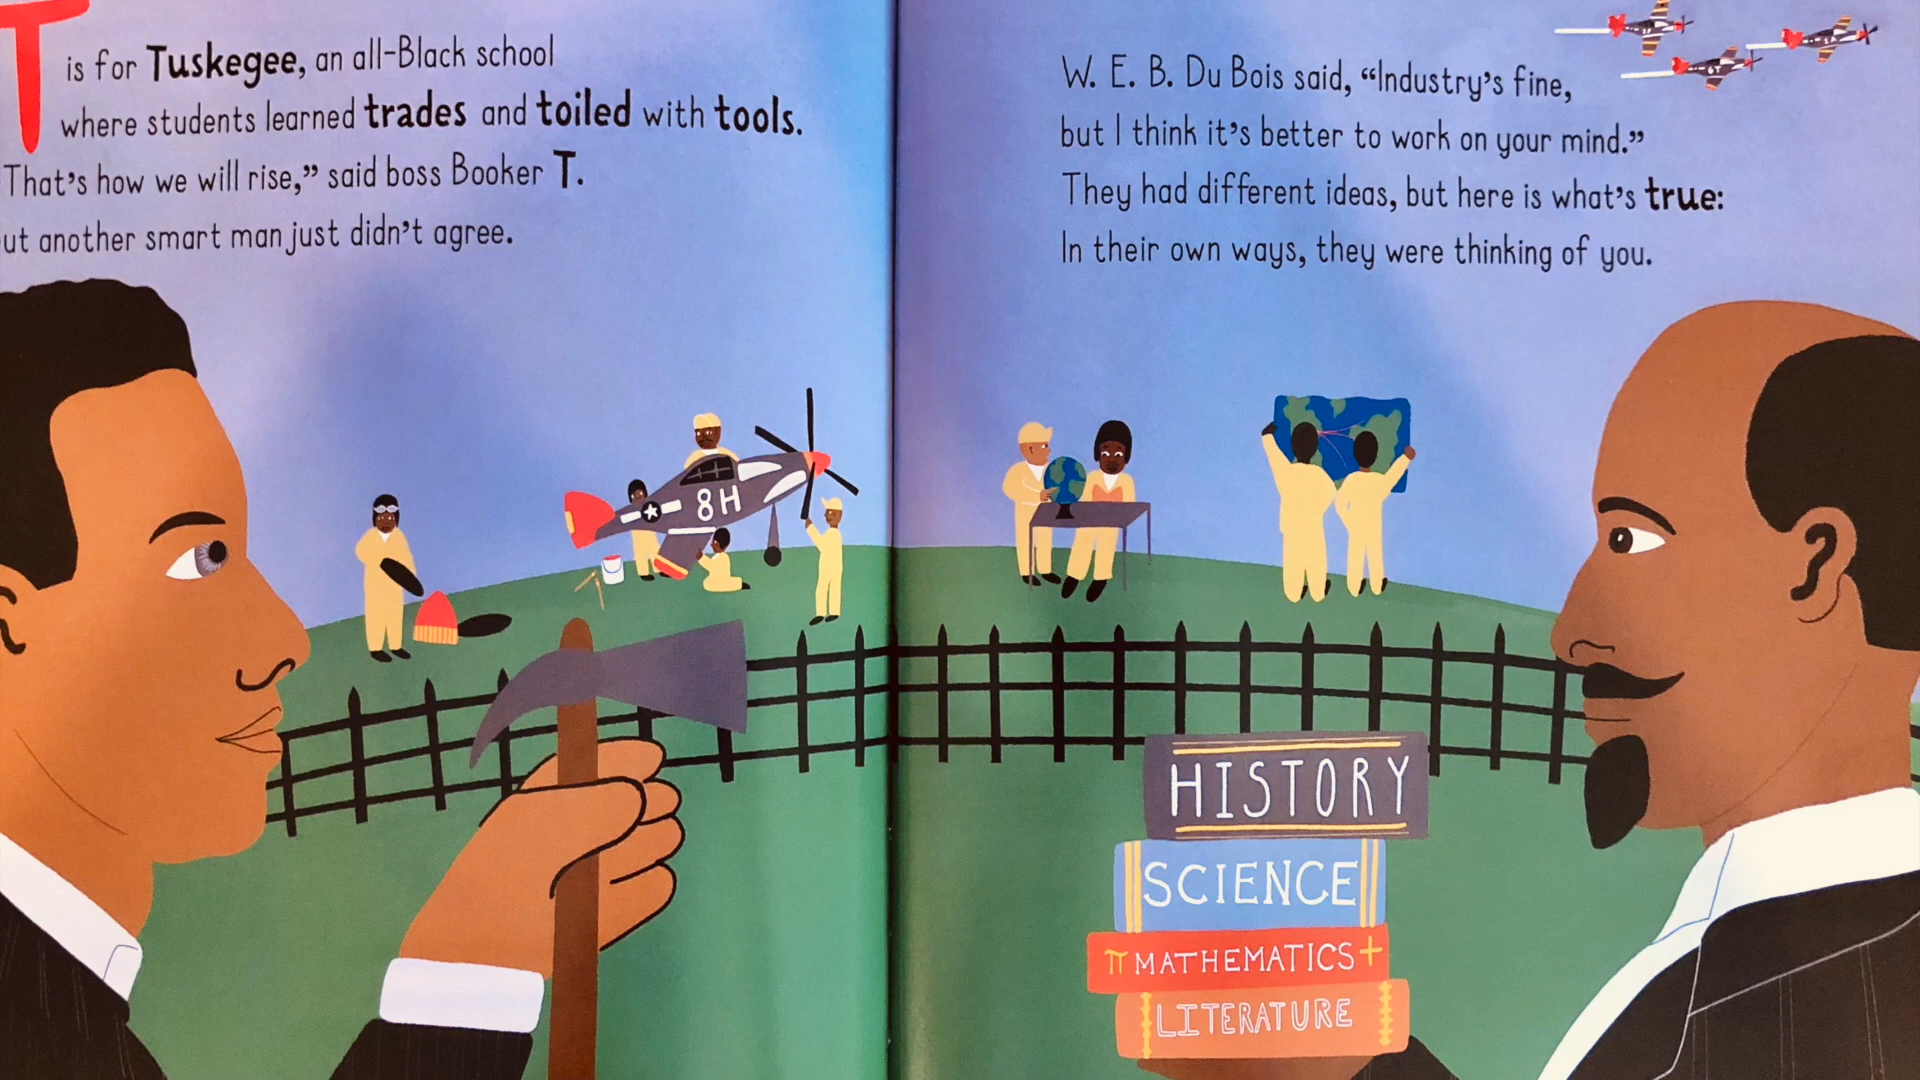 T
is for Tuskegee, an all-Black school
where students learned trades and toiled with tools.
That's how we will rise,” said boss Booker T.
ut another smart man just didn't agree.
8H
W. E. B. Du Bois said, “Industry's fine,
but I think it's better to work on your mind.”
They had different ideas, but here is what's true:
In their own ways, they were thinking of you.
HISTORY
SCIENCE
π MATHEMATICS +
LITERATURE